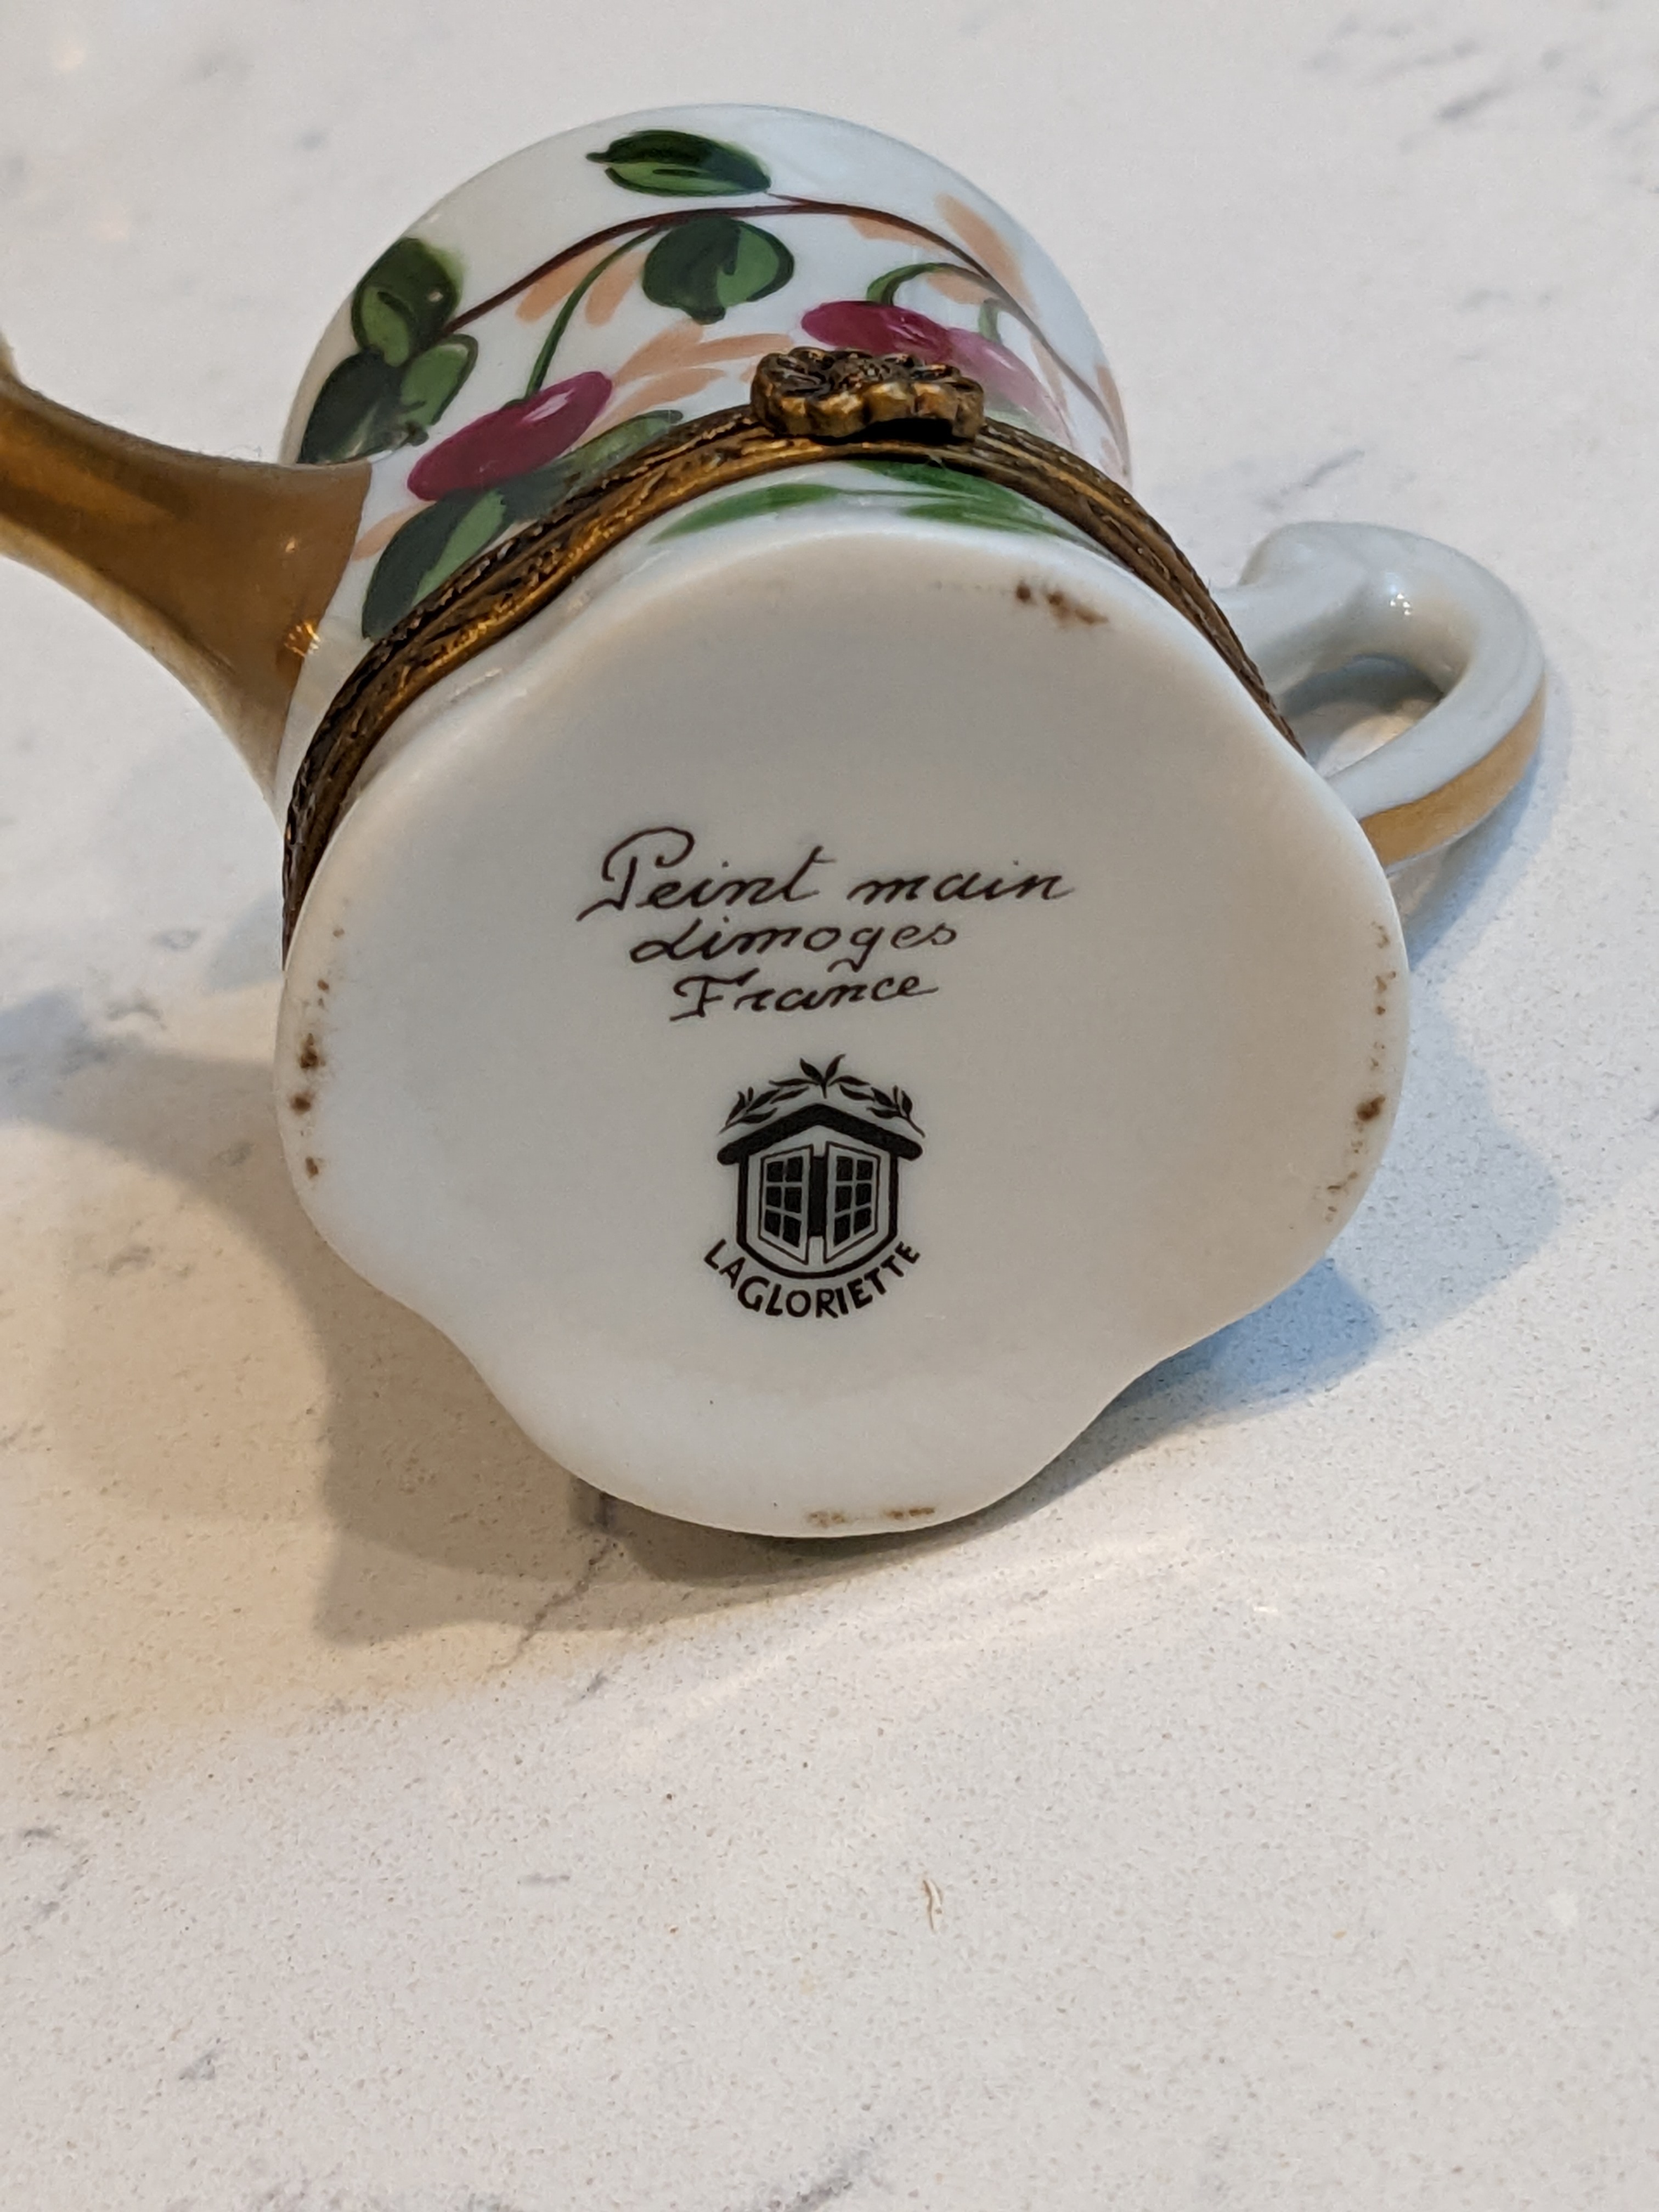 Peint main
Limoges
France
LAGLORIETTE